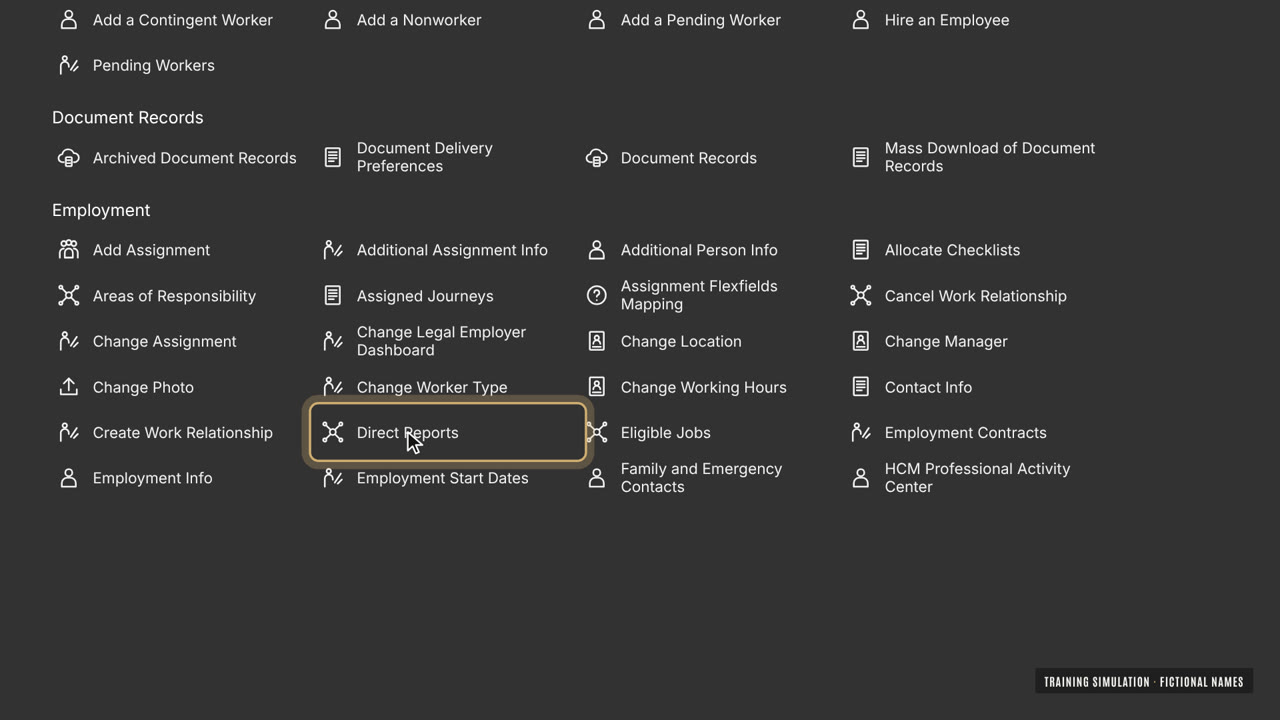 Add a Contingent Worker
Add a Nonworker
Add a Pending Worker
Hire an Employee
Pending Workers
Document Records
Archived Document Records
Document Delivery
Preferences
Document Records
Mass Download of Document
Records
Employment
Add Assignment
Additional Assignment Info
Additional Person Info
Allocate Checklists
Areas of Responsibility
Assigned Journeys
Assignment Flexfields
Mapping
Cancel Work Relationship
Change Assignment
Change Legal Employer
Dashboard
Change Location
Change Manager
Change Photo
Change Worker Type
Change Working Hours
Contact Info
Create Work Relationship
Direct Reports
Eligible Jobs
Employment Contracts
Employment Info
Employment Start Dates
Family and Emergency
Contacts
HCM Professional Activity
Center
TRAINING SIMULATION · FICTIONAL NAMES